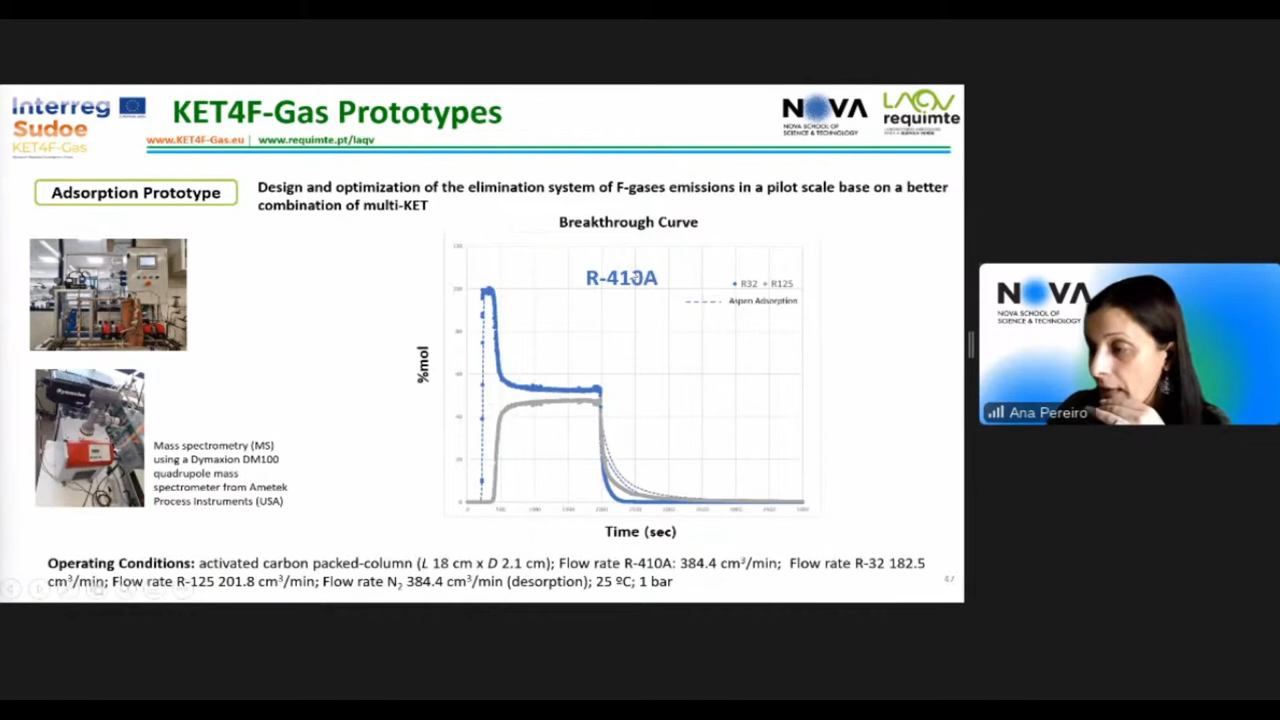 Interreg
Sudoe
KET4F-Gas
KET4F-Gas Prototypes
www.KET4F-Gas.eu | www.requimte.pt/laqv
NOVA
NOVA SCHOOL OF
SCIENCE & TECHNOLOGY
LAQV
requimte
Adsorption Prototype
Design and optimization of the elimination system of F-gases emissions in a pilot scale base on a better
combination of multi-KET
Breakthrough Curve
R-410A
R32 R125
Aspen Adsorption
%mol
Time (sec)
Mass spectrometry (MS)
using a Dymaxion DM100
quadrupole mass
spectrometer from Ametek
Process Instruments (USA)
Operating Conditions: activated carbon packed-column (L 18 cm x D 2.1 cm); Flow rate R-410A: 384.4 cm³/min; Flow rate R-32 182.5
cm³/min; Flow rate R-125 201.8 cm³/min; Flow rate N₂ 384.4 cm³/min (desorption); 25 ºC; 1 bar
47
NOVA
NOVA SCHOOL OF
SCIENCE & TECHNOLOGY
Ana Pereiro